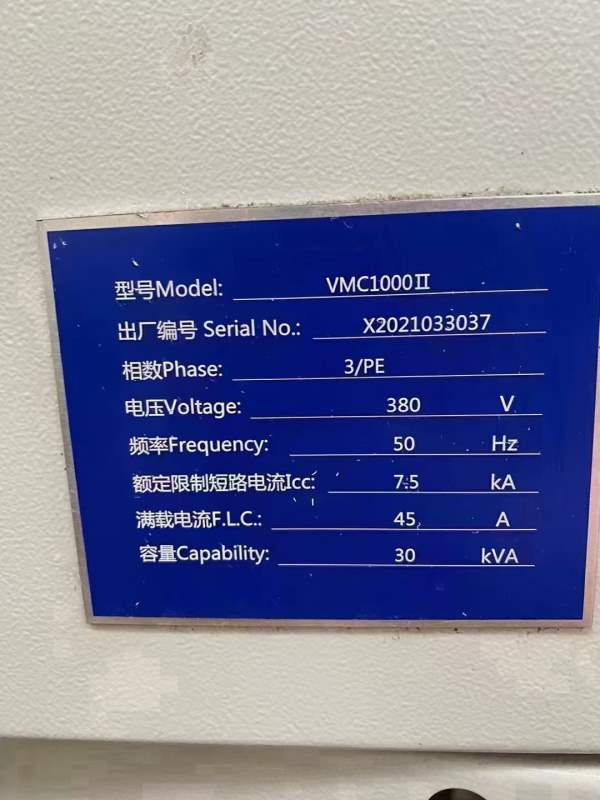 型号Model: VMC1000Ⅱ
出厂编号 Serial No.: X2021033037
相数Phase: 3/PE
电压Voltage: 380 V
频率Frequency: 50 Hz
额定限制短路电流Icc: 7.5 kA
满载电流F.L.C.: 45 A
容量Capability: 30 kVA